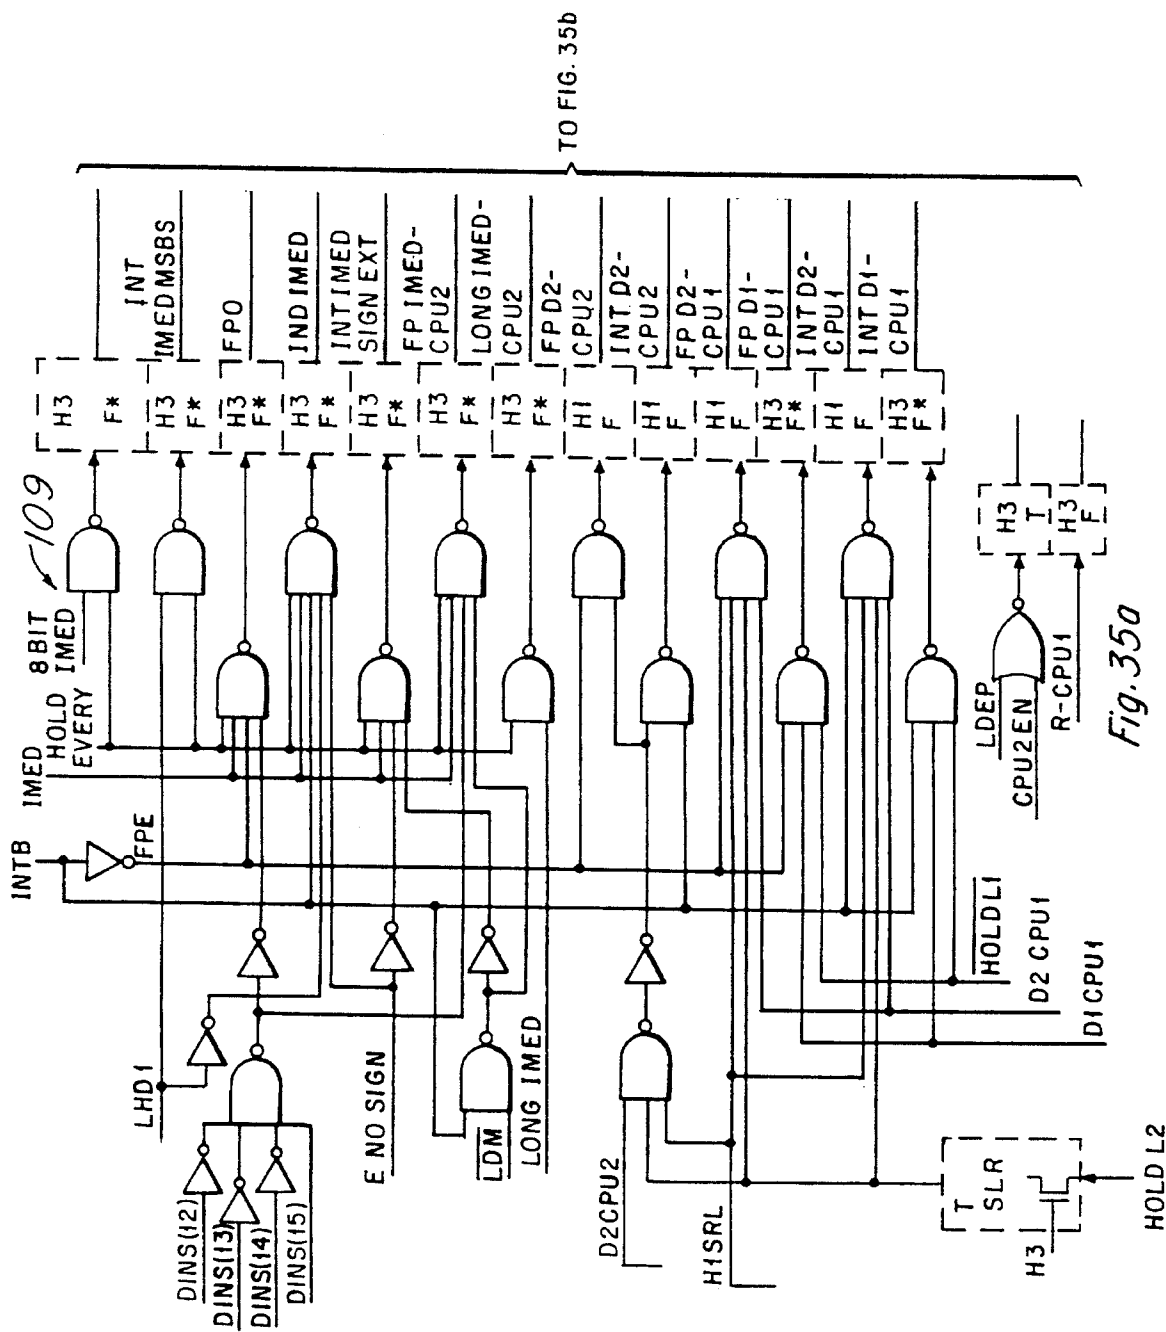 109
8 BIT
IMED
HOLD
EVERY
IMED
INTB
FPE
LHD1
DINS(12)
DINS(13)
DINS(14)
DINS(15)
E NO SIGN
LDM
LONG IMED
D2CPU2
H1SRL
T
SLR
H3
HOLD L2
HOLDL1
D2 CPU1
D1CPU1
LDEP
CPU2EN
R-CPU1
H3
T
H3
F
H3
F*
H3
F*
H3
F*
H3
F*
H3
F*
H3
F*
H3
F*
H1
F
H1
F
H1
F
H3
F*
H1
F
H3
F*
INT
IMEDMSBS
FPO
IND IMED
INT IMED
SIGN EXT
FP IMED-
CPU2
LONG IMED-
CPU2
FP D2-
CPU2
INT. D2-
CPU2
FP D2-
CPU1
FP D1-
CPU1
INT D2-
CPU1
INT D1-
CPU1
TO FIG. 35b
Fig. 35a